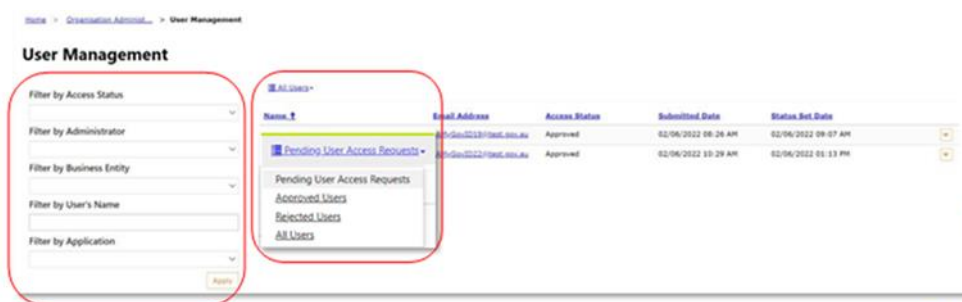 Home > Organisation Administ... > User Management
User Management
Filter by Access Status
Filter by Administrator
Filter by Business Entity
Filter by User's Name
Filter by Application
Apply
All Users
Name ↑ Email Address Access Status Submitted Date Status Set Date
Approved 02/06/2022 08:26 AM 02/06/2022 09:07 AM
Approved 02/06/2022 10:29 AM 02/06/2022 01:13 PM
Pending User Access Requests
Pending User Access Requests
Approved Users
Rejected Users
All Users